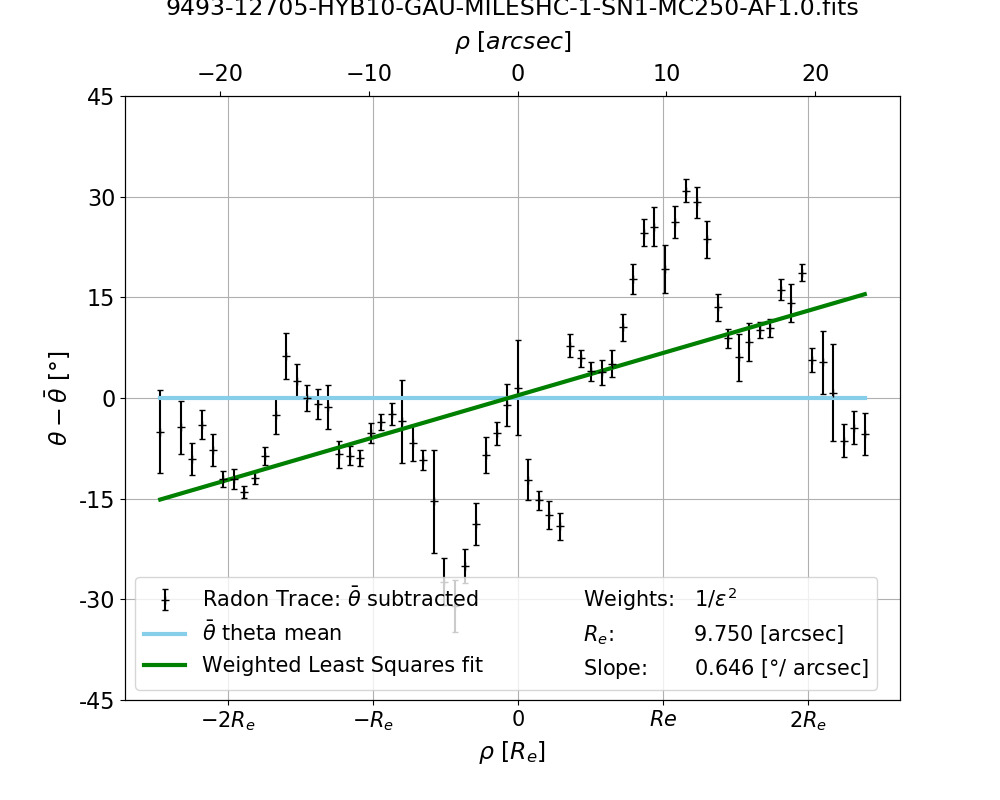 9493-12705-HYB10-GAU-MILESHC-1-SN1-MC250-AF1.0.fits
ρ [arcsec]
−20 −10 0 10 20
45
30
15
0
-15
-30
-45
θ − θ̄ [°]
Radon Trace: θ̄ subtracted
θ̄ theta mean
Weighted Least Squares fit
Weights: 1/ε²
Rₑ: 9.750 [arcsec]
Slope: 0.646 [°/ arcsec]
−2Rₑ −Rₑ 0 Re 2Rₑ
ρ [Rₑ]